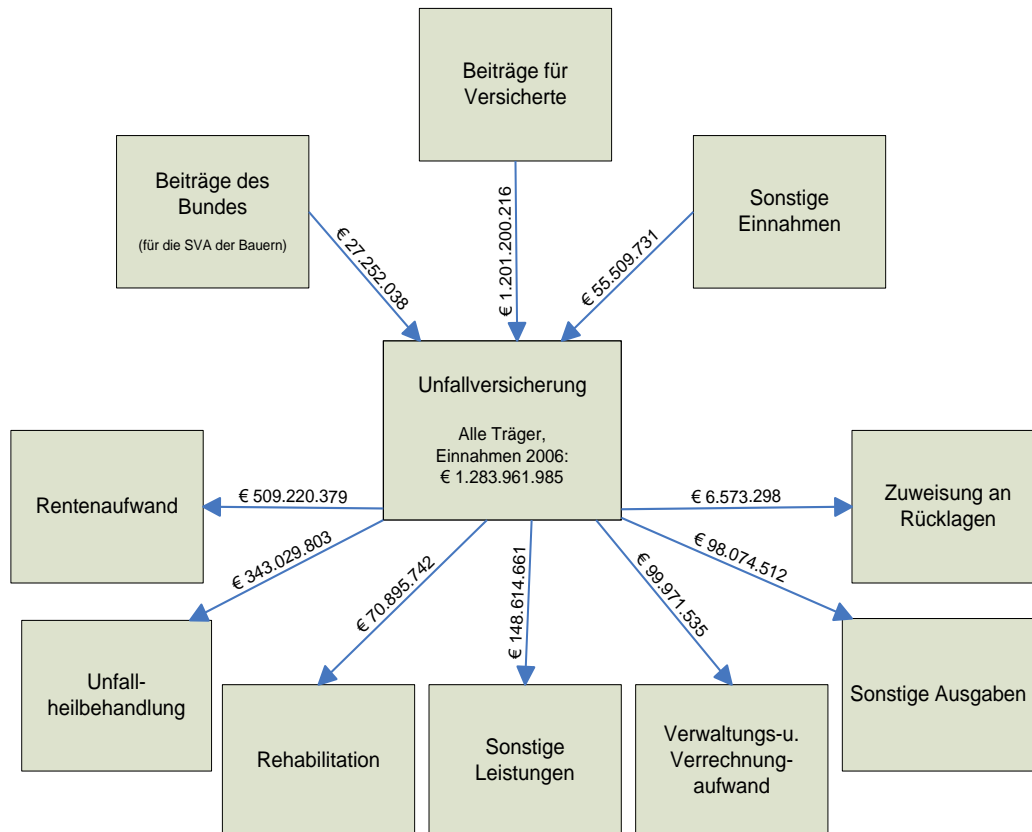 Beiträge für
Versicherte
Beiträge des
Bundes
(für die SVA der Bauern)
Sonstige
Einnahmen
€ 27.252.038
€ 1.201.200.216
€ 55.509.731
Unfallversicherung
Alle Träger,
Einnahmen 2006:
€ 1.283.961.985
Rentenaufwand
€ 509.220.379
€ 6.573.298
Zuweisung an
Rücklagen
€ 343.029.803
€ 70.895.742
€ 148.614.661
€ 99.971.535
€ 98.074.512
Unfall-
heilbehandlung
Rehabilitation
Sonstige
Leistungen
Verwaltungs-u.
Verrechnung-
aufwand
Sonstige Ausgaben